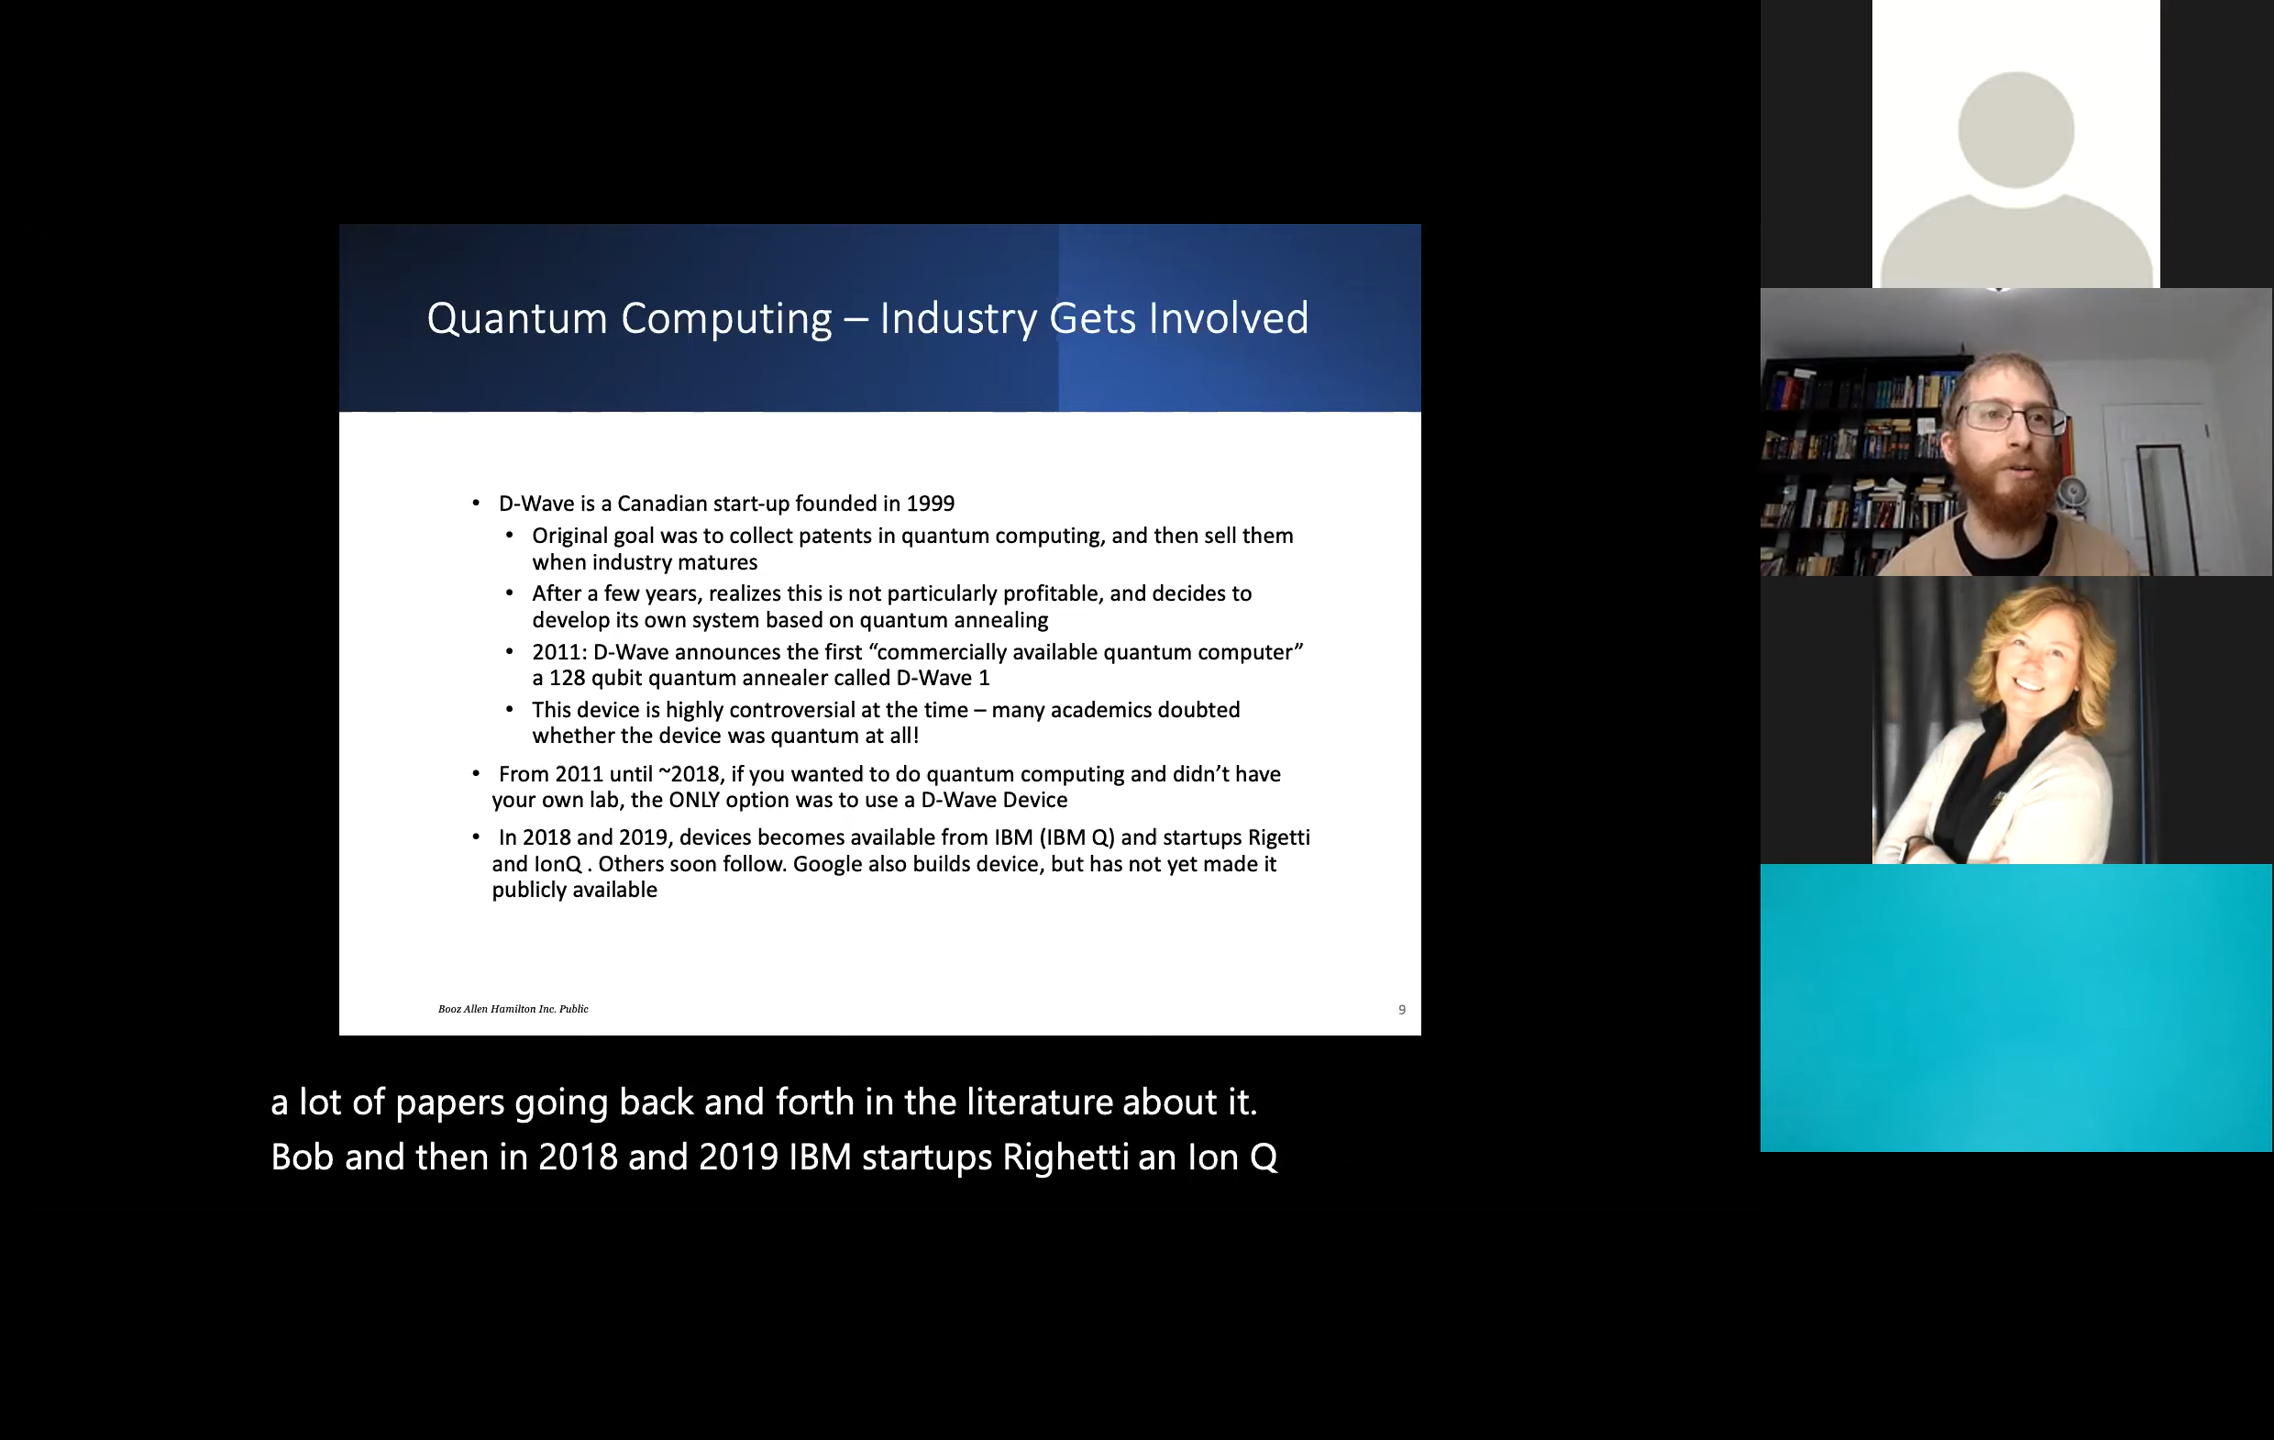 Quantum Computing – Industry Gets Involved
• D-Wave is a Canadian start-up founded in 1999
• Original goal was to collect patents in quantum computing, and then sell them
when industry matures
• After a few years, realizes this is not particularly profitable, and decides to
develop its own system based on quantum annealing
• 2011: D-Wave announces the first “commercially available quantum computer”
a 128 qubit quantum annealer called D-Wave 1
• This device is highly controversial at the time – many academics doubted
whether the device was quantum at all!
• From 2011 until ~2018, if you wanted to do quantum computing and didn’t have
your own lab, the ONLY option was to use a D-Wave Device
• In 2018 and 2019, devices becomes available from IBM (IBM Q) and startups Rigetti
and IonQ . Others soon follow. Google also builds device, but has not yet made it
publicly available
Booz Allen Hamilton Inc. Public
9
a lot of papers going back and forth in the literature about it.
Bob and then in 2018 and 2019 IBM startups Righetti an Ion Q